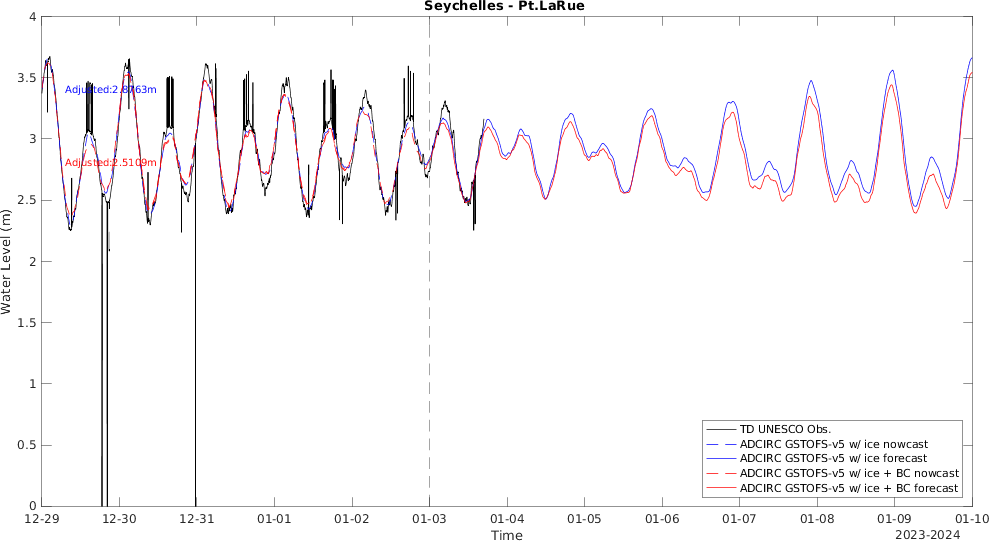 Seychelles - Pt.LaRue
Water Level (m)
4
3.5
3
2.5
2
1.5
1
0.5
0
Adjusted:2.8763m
Adjusted:2.5109m
TD UNESCO Obs.
ADCIRC GSTOFS-v5 w/ ice nowcast
ADCIRC GSTOFS-v5 w/ ice forecast
ADCIRC GSTOFS-v5 w/ ice + BC nowcast
ADCIRC GSTOFS-v5 w/ ice + BC forecast
12-29 12-30 12-31 01-01 01-02 01-03 01-04 01-05 01-06 01-07 01-08 01-09 01-10
Time
2023-2024